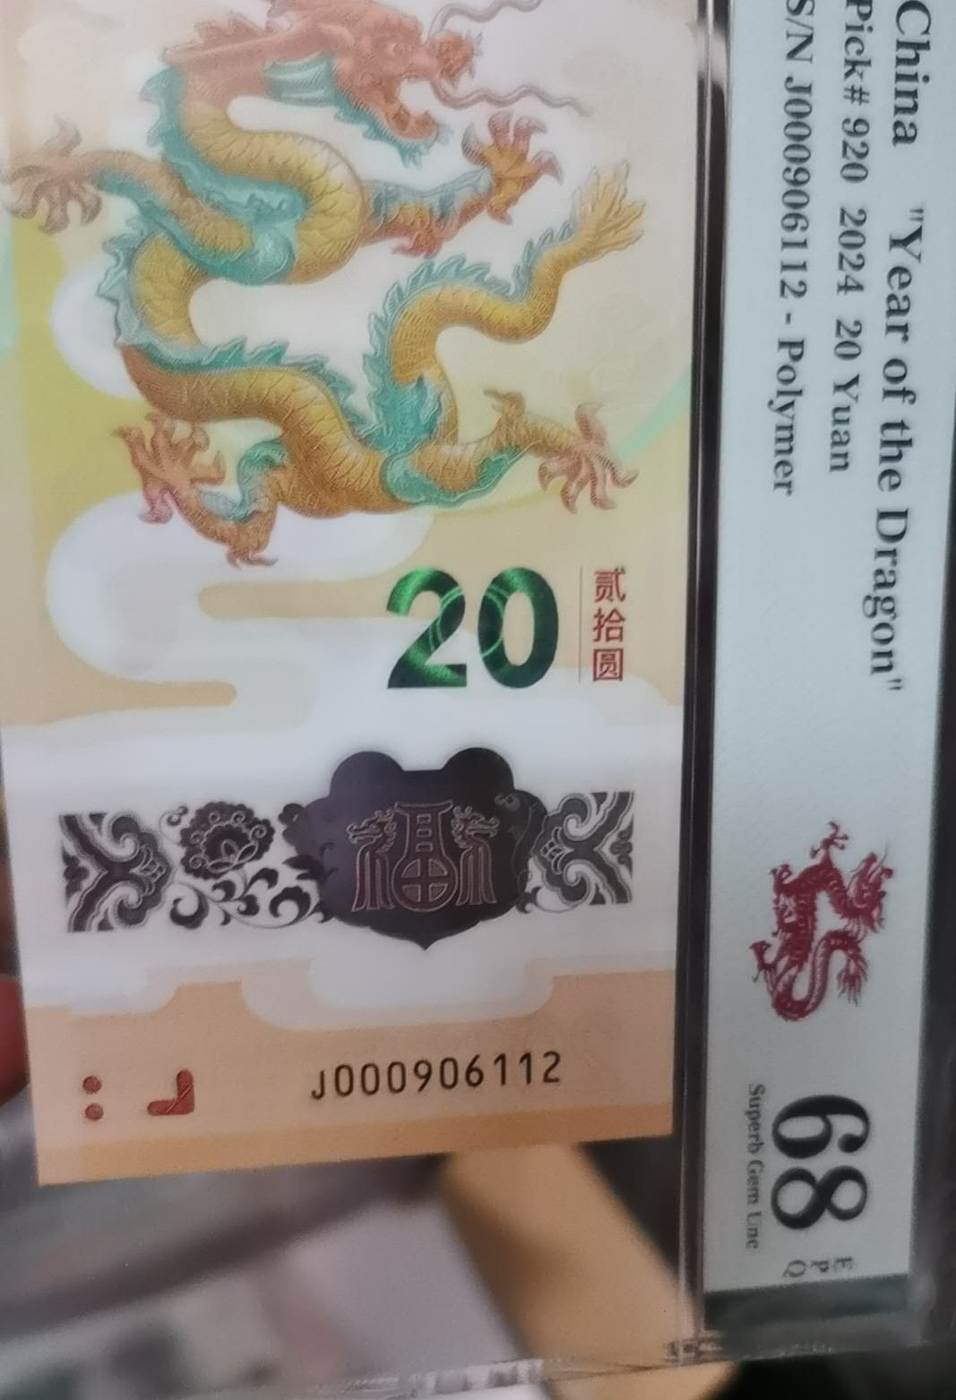 China "Year of the Dragon"
Pick# 920 2024 20 Yuan
S/N J000906112 - Polymer
68 EPQ
Superb Gem Unc
贰拾圆
20
福
J000906112